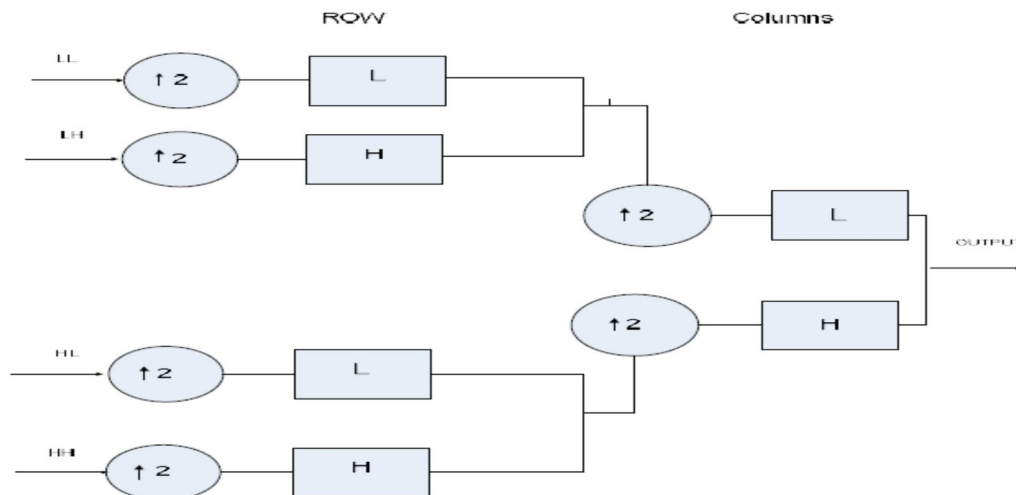 ROW Columns
LL ↑ 2 L
LH ↑ 2 H
↑ 2 L
OUTPUT
↑ 2 H
HL ↑ 2 L
HH ↑ 2 H